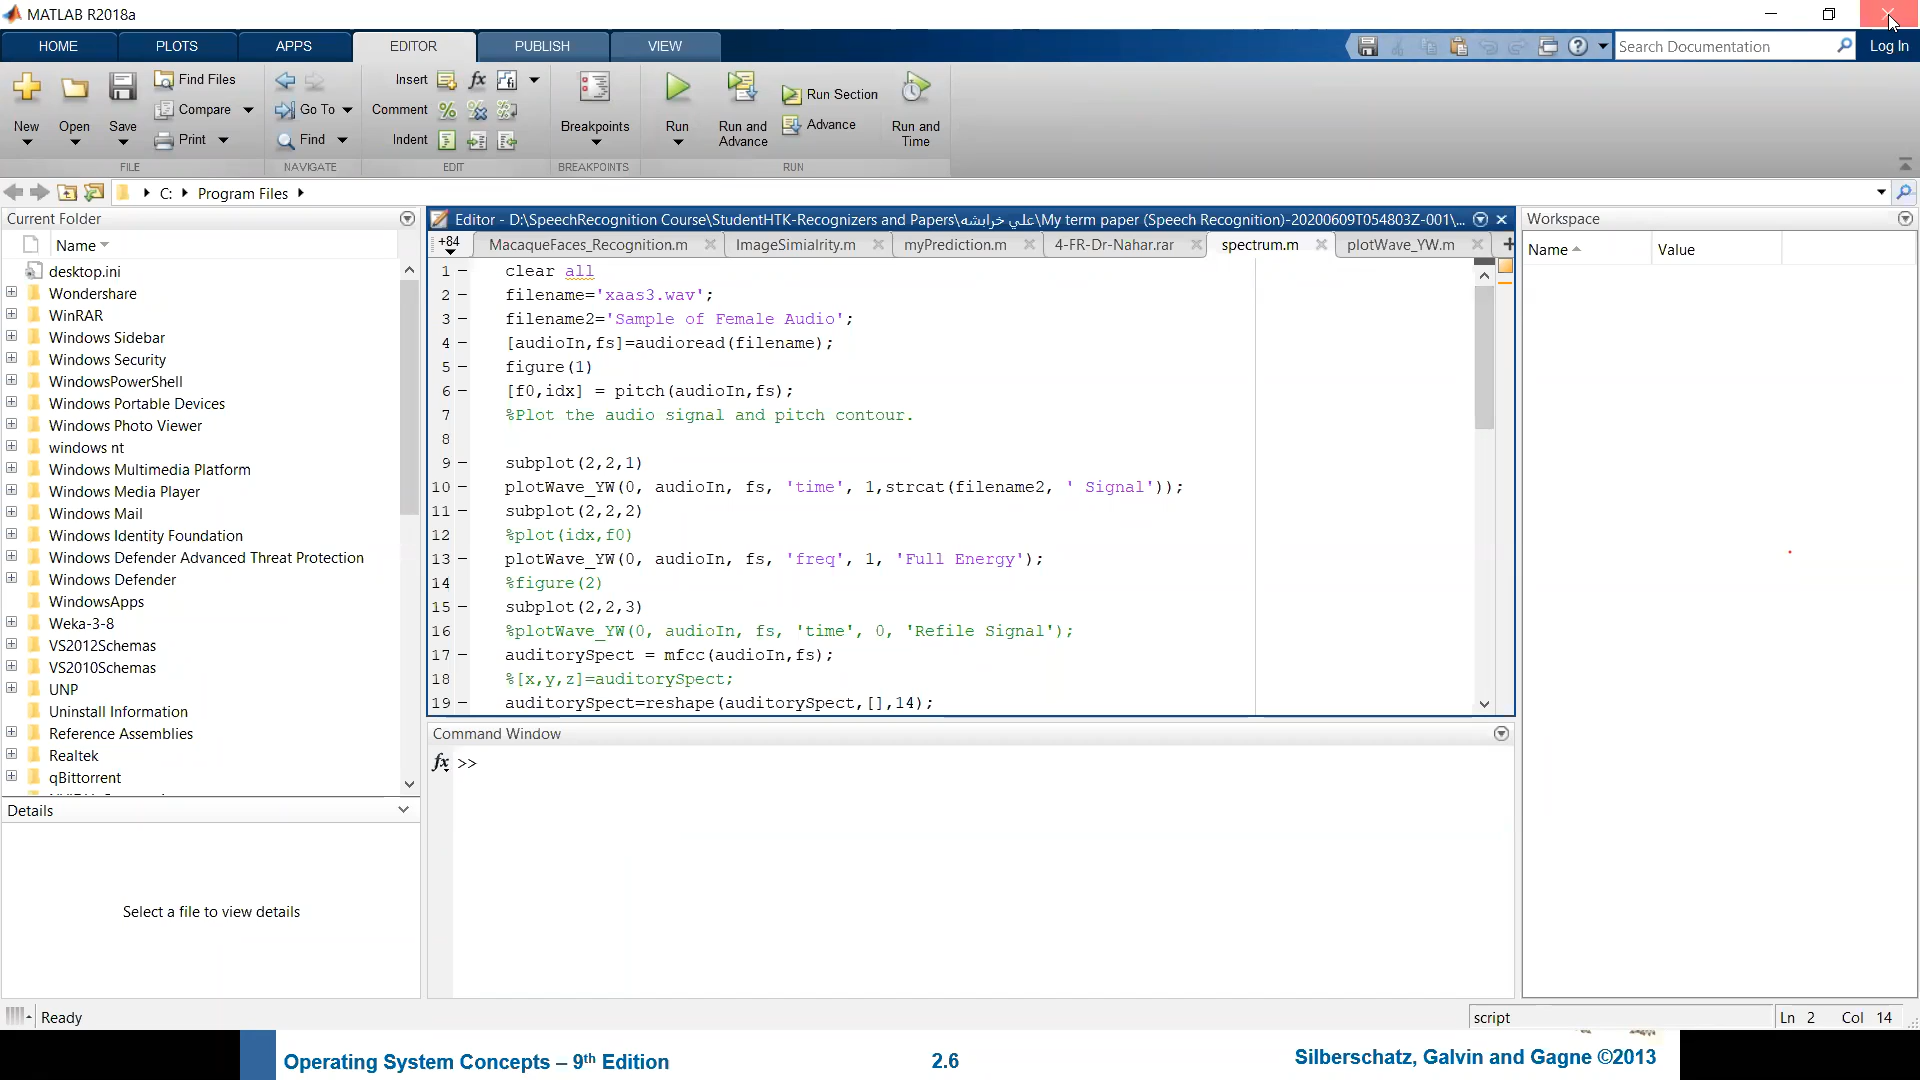 MATLAB R2018a
HOME PLOTS APPS EDITOR PUBLISH VIEW
Search Documentation Log In
New Open Save Find Files Compare Print
Go To Find
Insert Comment Indent
Breakpoints
Run Run and Advance Run Section Advance Run and Time
FILE NAVIGATE EDIT BREAKPOINTS RUN
C: Program Files
Current Folder
Name
desktop.ini
Wondershare
WinRAR
Windows Sidebar
Windows Security
WindowsPowerShell
Windows Portable Devices
Windows Photo Viewer
windows nt
Windows Multimedia Platform
Windows Media Player
Windows Mail
Windows Identity Foundation
Windows Defender Advanced Threat Protection
Windows Defender
WindowsApps
Weka-3-8
VS2012Schemas
VS2010Schemas
UNP
Uninstall Information
Reference Assemblies
Realtek
qBittorrent
Details
Select a file to view details
Editor - D:\SpeechRecognition Course\StudentHTK-Recognizers and Papers\علي خرابشه\My term paper (Speech Recognition)-20200609T054803Z-001\...
+84 MacaqueFaces_Recognition.m ImageSimialrity.m myPrediction.m 4-FR-Dr-Nahar.rar spectrum.m plotWave_YW.m
1 clear all
2 filename='xaas3.wav';
3 filename2='Sample of Female Audio';
4 [audioIn,fs]=audioread(filename);
5 figure(1)
6 [f0,idx] = pitch(audioIn,fs);
7 %Plot the audio signal and pitch contour.
8
9 subplot(2,2,1)
10 plotWave_YW(0, audioIn, fs, 'time', 1,strcat(filename2, ' Signal'));
11 subplot(2,2,2)
12 %plot(idx,f0)
13 plotWave_YW(0, audioIn, fs, 'freq', 1, 'Full Energy');
14 %figure(2)
15 subplot(2,2,3)
16 %plotWave_YW(0, audioIn, fs, 'time', 0, 'Refile Signal');
17 auditorySpect = mfcc(audioIn,fs);
18 %[x,y,z]=auditorySpect;
19 auditorySpect=reshape(auditorySpect,[],14);
Command Window
fx >>
Workspace
Name Value
Ready
script Ln 2 Col 14
Operating System Concepts – 9th Edition 2.6 Silberschatz, Galvin and Gagne ©2013